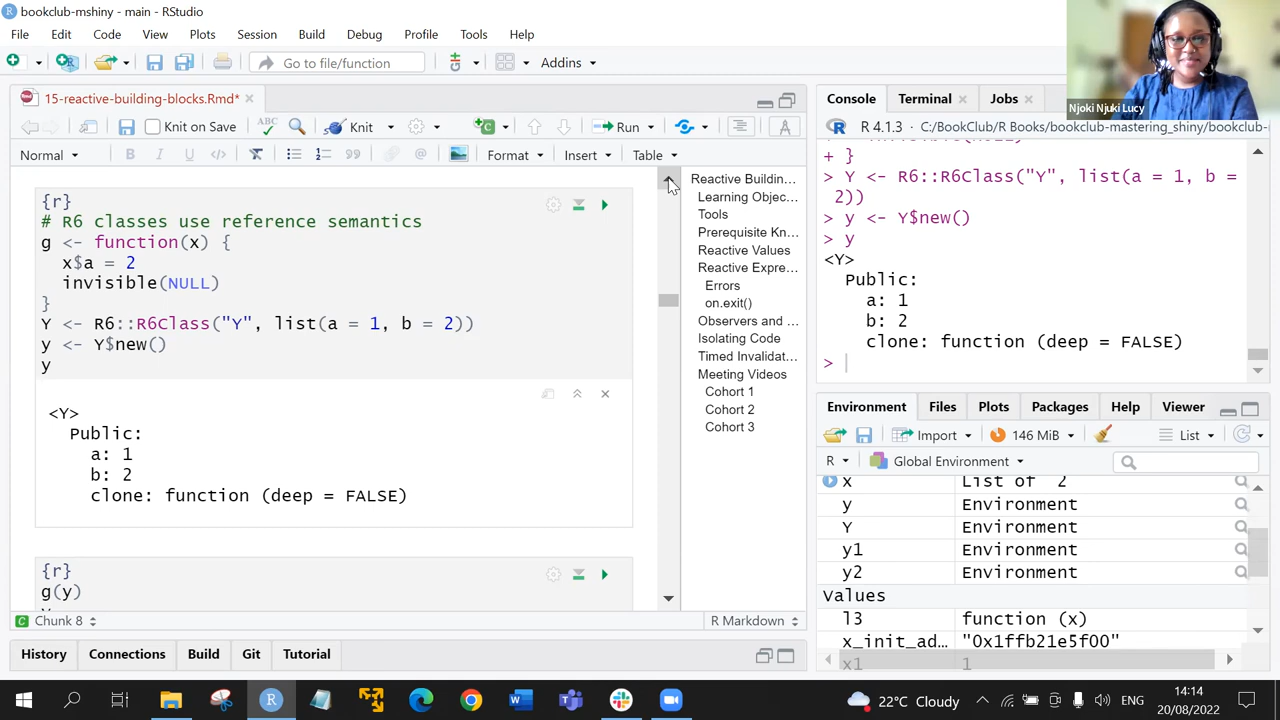 bookclub-mshiny - main - RStudio
File Edit Code View Plots Session Build Debug Profile Tools Help
Go to file/function
Addins
15-reactive-building-blocks.Rmd*
Knit on Save
ABC
Knit
Run
Normal
B
I
U
Format
Insert
Table
{r}
# R6 classes use reference semantics
g <- function(x) {
x$a = 2
invisible(NULL)
}
Y <- R6::R6Class("Y", list(a = 1, b = 2))
y <- Y$new()
y
<Y>
Public:
a: 1
b: 2
clone: function (deep = FALSE)
{r}
g(y)
Chunk 8
R Markdown
Reactive Buildin...
Learning Objec...
Tools
Prerequisite Kn...
Reactive Values
Reactive Expre...
Errors
on.exit()
Observers and ...
Isolating Code
Timed Invalidat...
Meeting Videos
Cohort 1
Cohort 2
Cohort 3
History Connections Build Git Tutorial
Njoki Njuki Lucy
Console Terminal Jobs
R 4.1.3 · C:/BookClub/R Books/bookclub-mastering_shiny/bookclub-
+ }
> Y <- R6::R6Class("Y", list(a = 1, b =
2))
> y <- Y$new()
> y
<Y>
Public:
a: 1
b: 2
clone: function (deep = FALSE)
>
Environment Files Plots Packages Help Viewer
Import
146 MiB
List
R
Global Environment
x List of 2
y Environment
Y Environment
y1 Environment
y2 Environment
Values
l3 function (x)
x_init_ad... "0x1ffb21e5f00"
x1 1
22°C Cloudy
ENG
14:14
20/08/2022